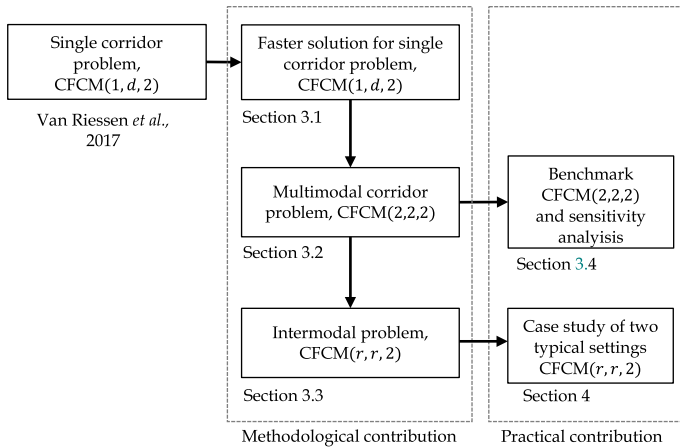 Single corridor
problem,
CFCM(1, d, 2)
Van Riessen et al.,
2017
Faster solution for single
corridor problem,
CFCM(1, d, 2)
Section 3.1
Multimodal corridor
problem, CFCM(2,2,2)
Section 3.2
Benchmark
CFCM(2,2,2)
and sensitivity
analyisis
Section 3.4
Intermodal problem,
CFCM(r, r, 2)
Section 3.3
Case study of two
typical settings
CFCM(r, r, 2)
Section 4
Methodological contribution
Practical contribution